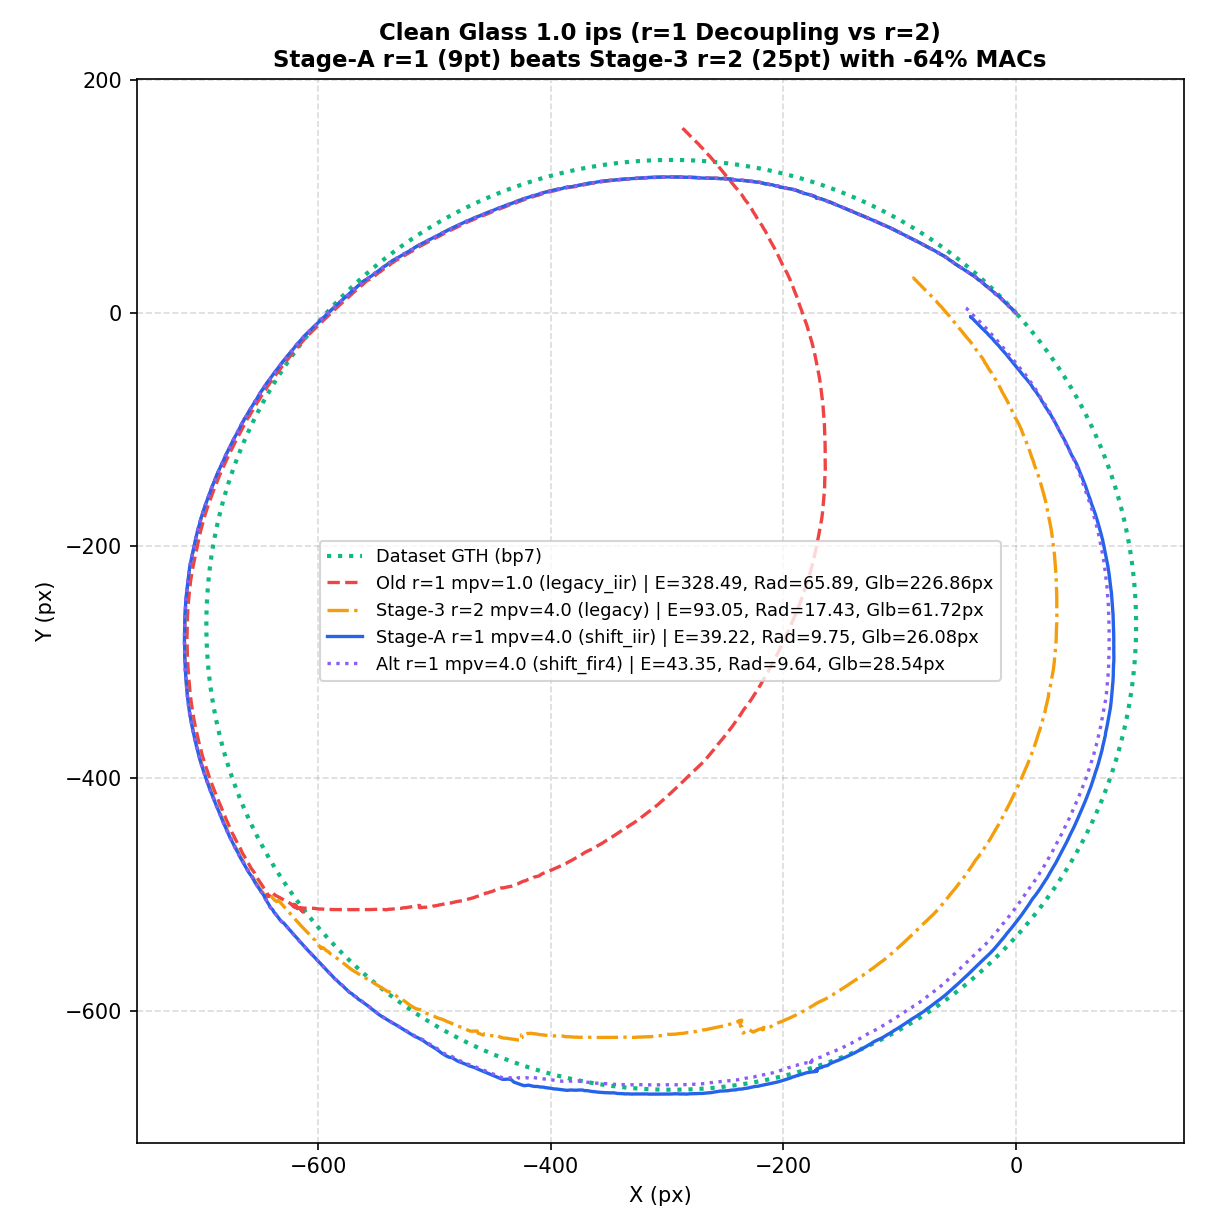 Clean Glass 1.0 ips (r=1 Decoupling vs r=2)
Stage-A r=1 (9pt) beats Stage-3 r=2 (25pt) with -64% MACs
200
0
−200
−400
−600
Y (px)
Dataset GTH (bp7)
Old r=1 mpv=1.0 (legacy_iir) | E=328.49, Rad=65.89, Glb=226.86px
Stage-3 r=2 mpv=4.0 (legacy) | E=93.05, Rad=17.43, Glb=61.72px
Stage-A r=1 mpv=4.0 (shift_iir) | E=39.22, Rad=9.75, Glb=26.08px
Alt r=1 mpv=4.0 (shift_fir4) | E=43.35, Rad=9.64, Glb=28.54px
−600
−400
−200
0
X (px)